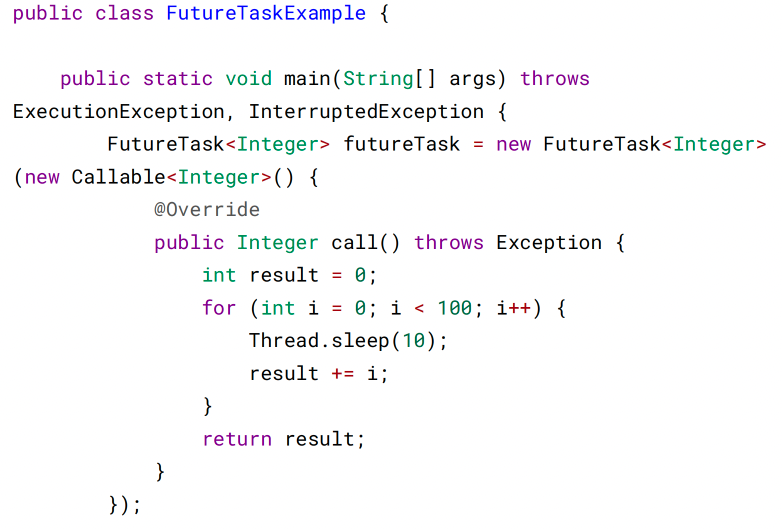 public class FutureTaskExample {
    public static void main(String[] args) throws
ExecutionException, InterruptedException {
        FutureTask<Integer> futureTask = new FutureTask<Integer>
(new Callable<Integer>() {
            @Override
            public Integer call() throws Exception {
                int result = 0;
                for (int i = 0; i < 100; i++) {
                    Thread.sleep(10);
                    result += i;
                }
                return result;
            }
        });